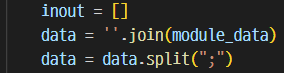 inout = []
data = ''.join(module_data)
data = data.split(";")